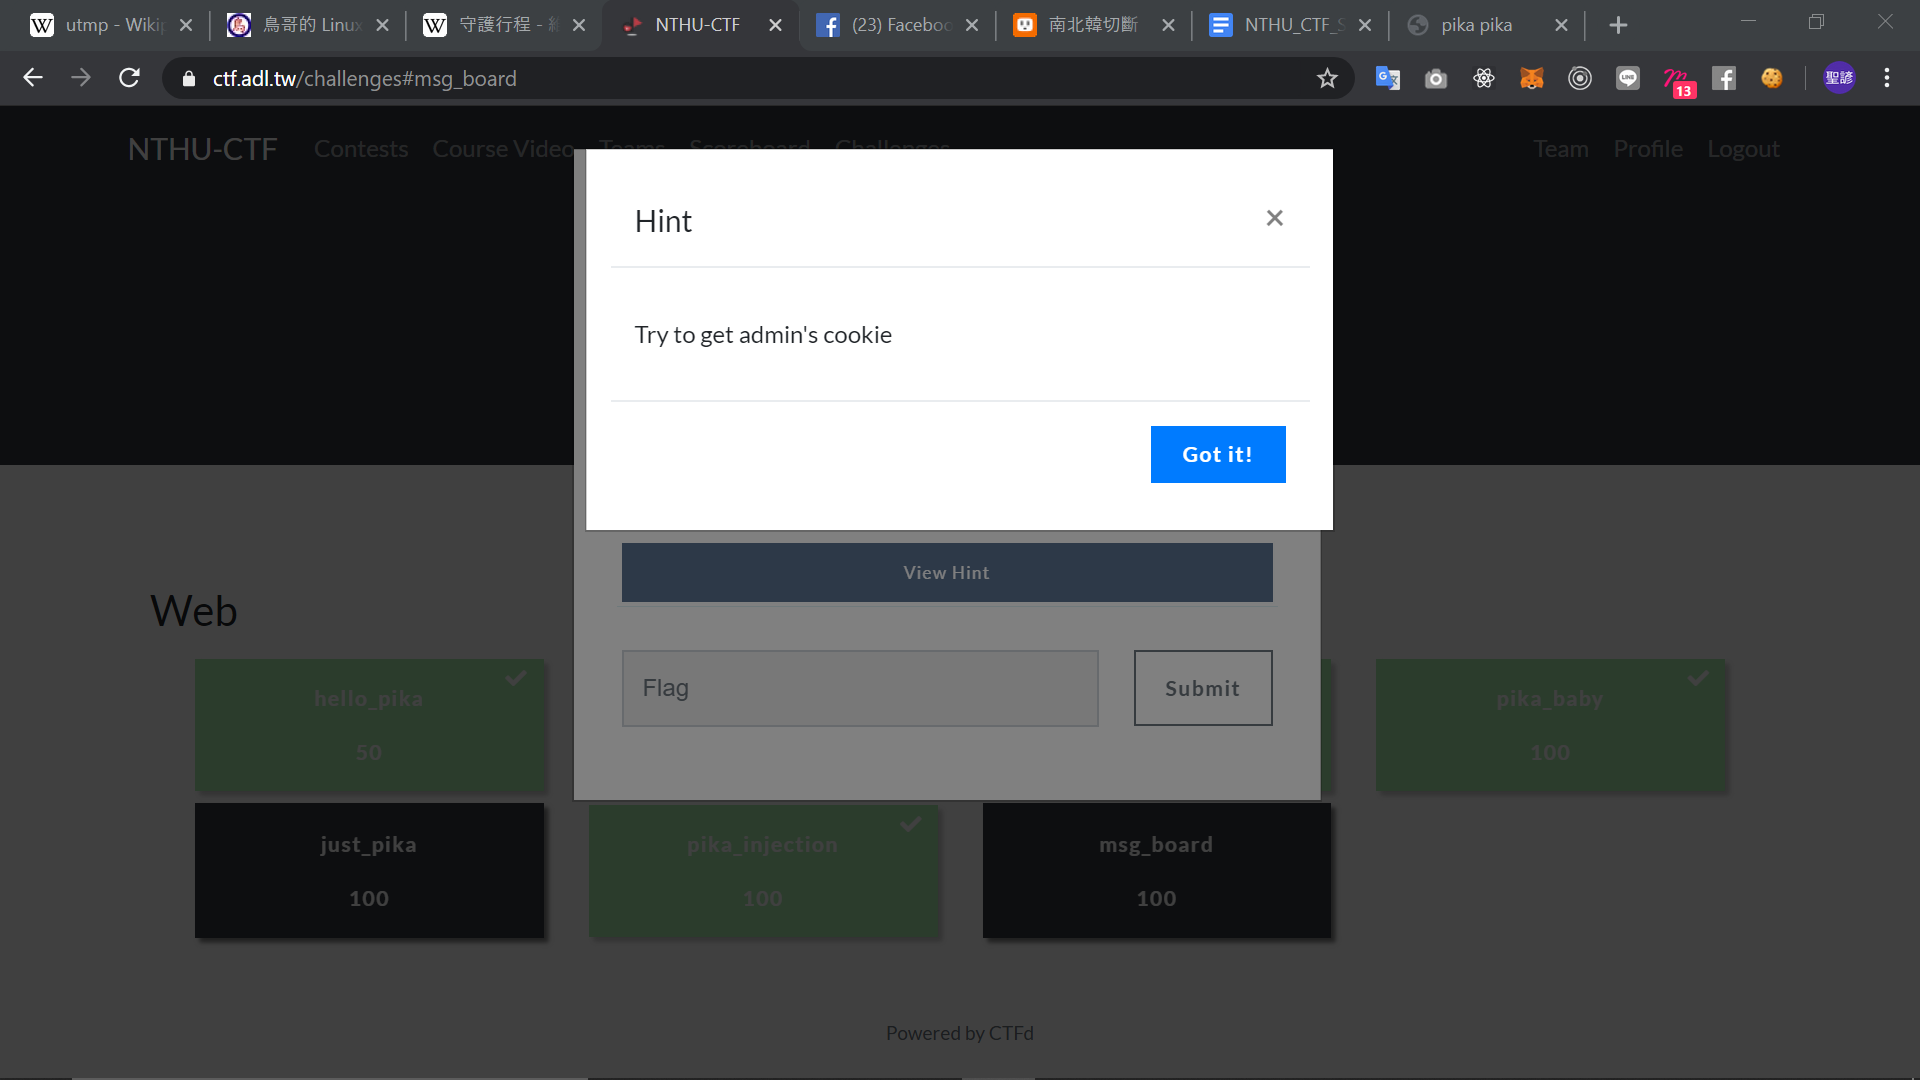 utmp - Wiki
鳥哥的 Linux
守護行程 -
NTHU-CTF
(23) Faceboo
南北韓切斷
NTHU_CTF_S
pika pika
ctf.adl.tw/challenges#msg_board
13
聖諺
NTHU-CTF
Contests
Course Video
Teams
Scoreboard
Challenges
Team
Profile
Logout
Hint
Try to get admin's cookie
Got it!
View Hint
Flag
Submit
Web
hello_pika
50
pika_baby
100
just_pika
100
pika_injection
100
msg_board
100
Powered by CTFd